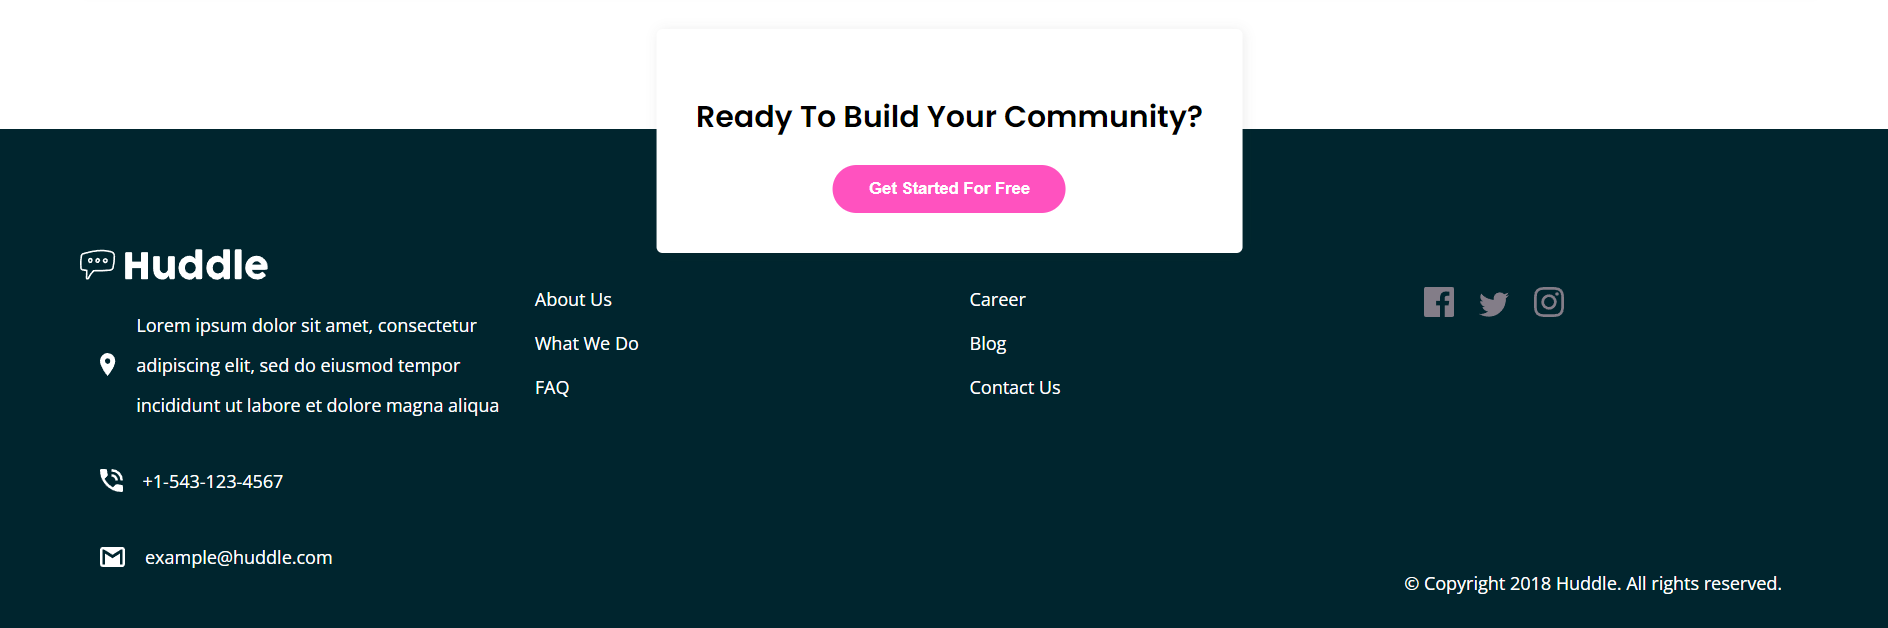 Ready To Build Your Community?
Get Started For Free
Huddle
Lorem ipsum dolor sit amet, consectetur
adipiscing elit, sed do eiusmod tempor
incididunt ut labore et dolore magna aliqua
+1-543-123-4567
example@huddle.com
About Us
What We Do
FAQ
Career
Blog
Contact Us
© Copyright 2018 Huddle. All rights reserved.